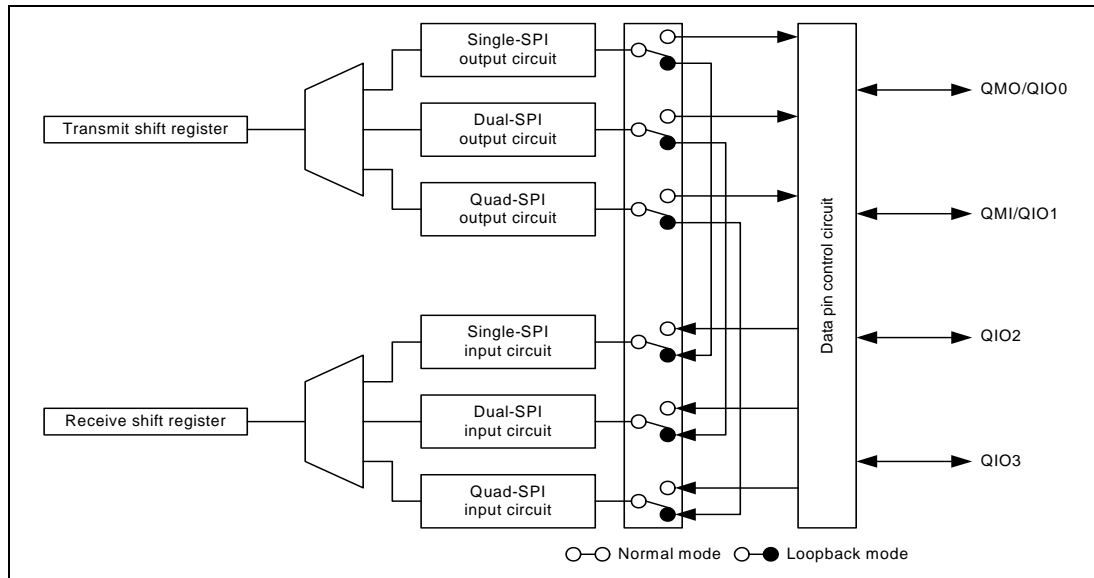 Single-SPI
output circuit
Transmit shift register
Dual-SPI
output circuit
Quad-SPI
output circuit
Single-SPI
input circuit
Receive shift register
Dual-SPI
input circuit
Quad-SPI
input circuit
Data pin control circuit
QMO/QIO0
QMI/QIO1
QIO2
QIO3
Normal mode
Loopback mode